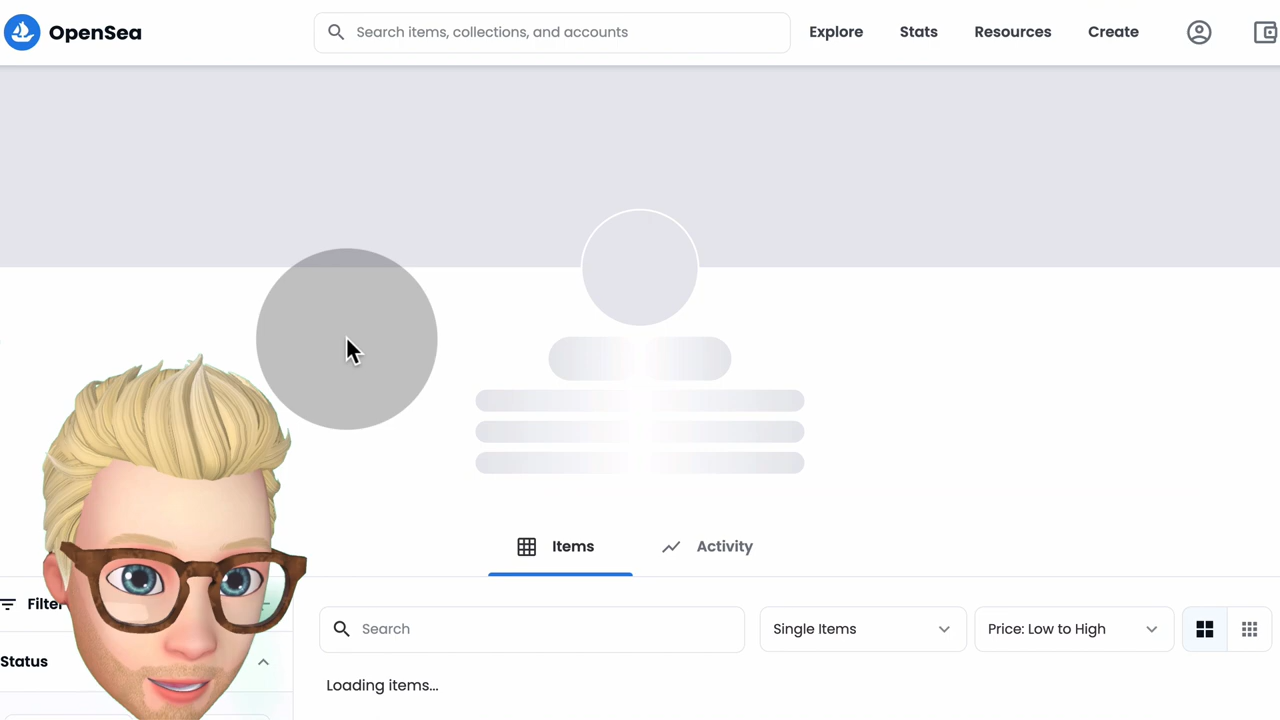 OpenSea
Search items, collections, and accounts
Explore
Stats
Resources
Create
Items
Activity
Filter
Status
Search
Single Items
Price: Low to High
Loading items...